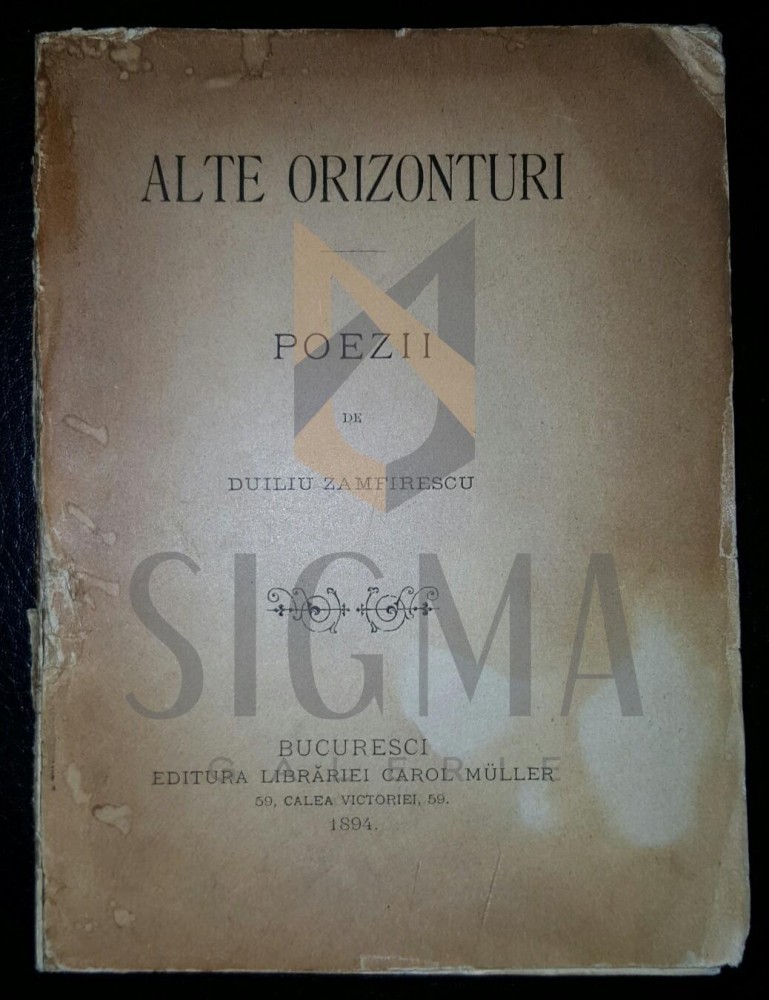 ALTE ORIZONTURI
POEZII
DE
DUILIU ZAMFIRESCU
SIGMA
BUCURESCI
GALERIE
EDITURA LIBRĂRIEI CAROL MÜLLER
59, CALEA VICTORIEI, 59.
1894.